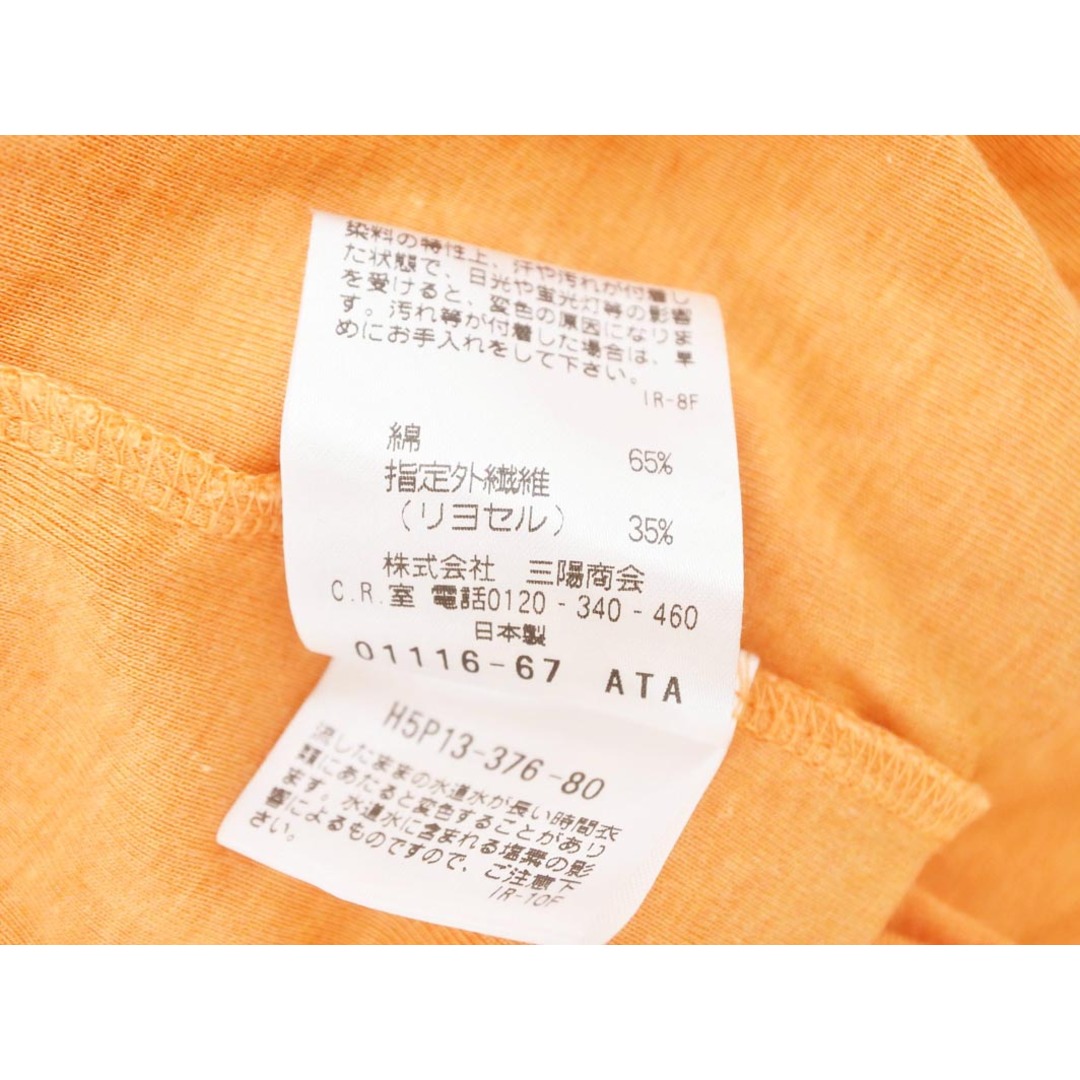 染料の特性上、汗や汚れが付着し
た状態で、日光や蛍光灯等の影響
を受けると、変色の原因になりま
す。汚れ等が付着した場合は、早
めにお手入れをして下さい。
IR-8F
綿 65%
指定外繊維
(リヨセル) 35%
株式会社 三陽商会
C.R.室 電話0120-340-460
日本製
01116-67 ATA
H5P13-376-80
流したままの水道水が長い時間衣
類にあたると変色することがあり
ます。水道水に含まれる塩素の影
響によるものですので、ご注意下
さい。
IR-10F